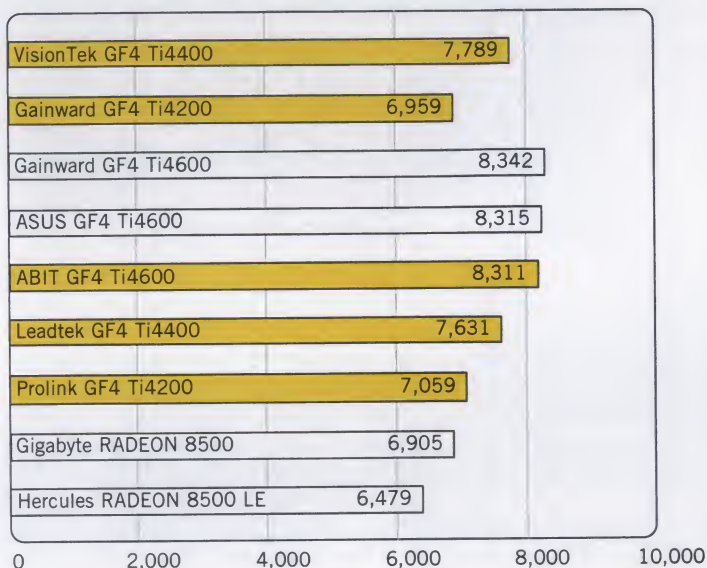 VisionTek GF4 Ti4400 7,789
Gainward GF4 Ti4200 6,959
Gainward GF4 Ti4600 8,342
ASUS GF4 Ti4600 8,315
ABIT GF4 Ti4600 8,311
Leadtek GF4 Ti4400 7,631
Prolink GF4 Ti4200 7,059
Gigabyte RADEON 8500 6,905
Hercules RADEON 8500 LE 6,479
0 2,000 4,000 6,000 8,000 10,000